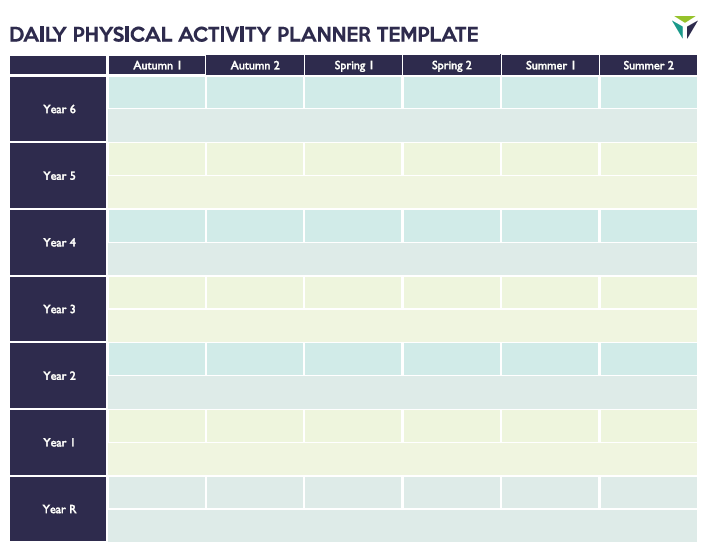 DAILY PHYSICAL ACTIVITY PLANNER TEMPLATE
Autumn 1 Autumn 2 Spring 1 Spring 2 Summer 1 Summer 2
Year 6
Year 5
Year 4
Year 3
Year 2
Year 1
Year R